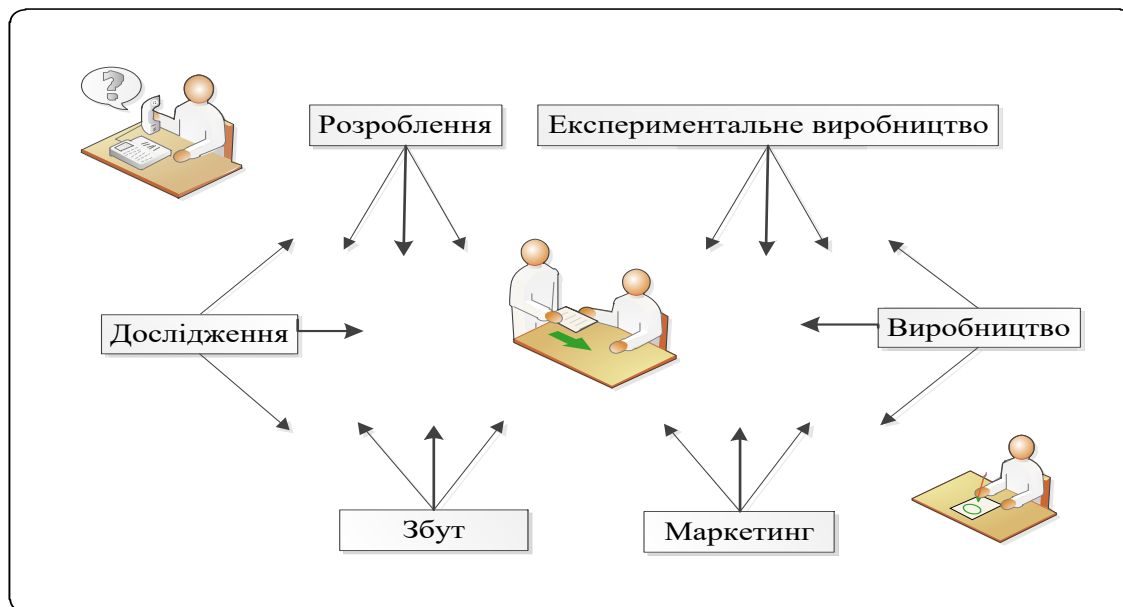 ?
Розроблення
Експериментальне виробництво
Дослідження
Виробництво
Збут
Маркетинг